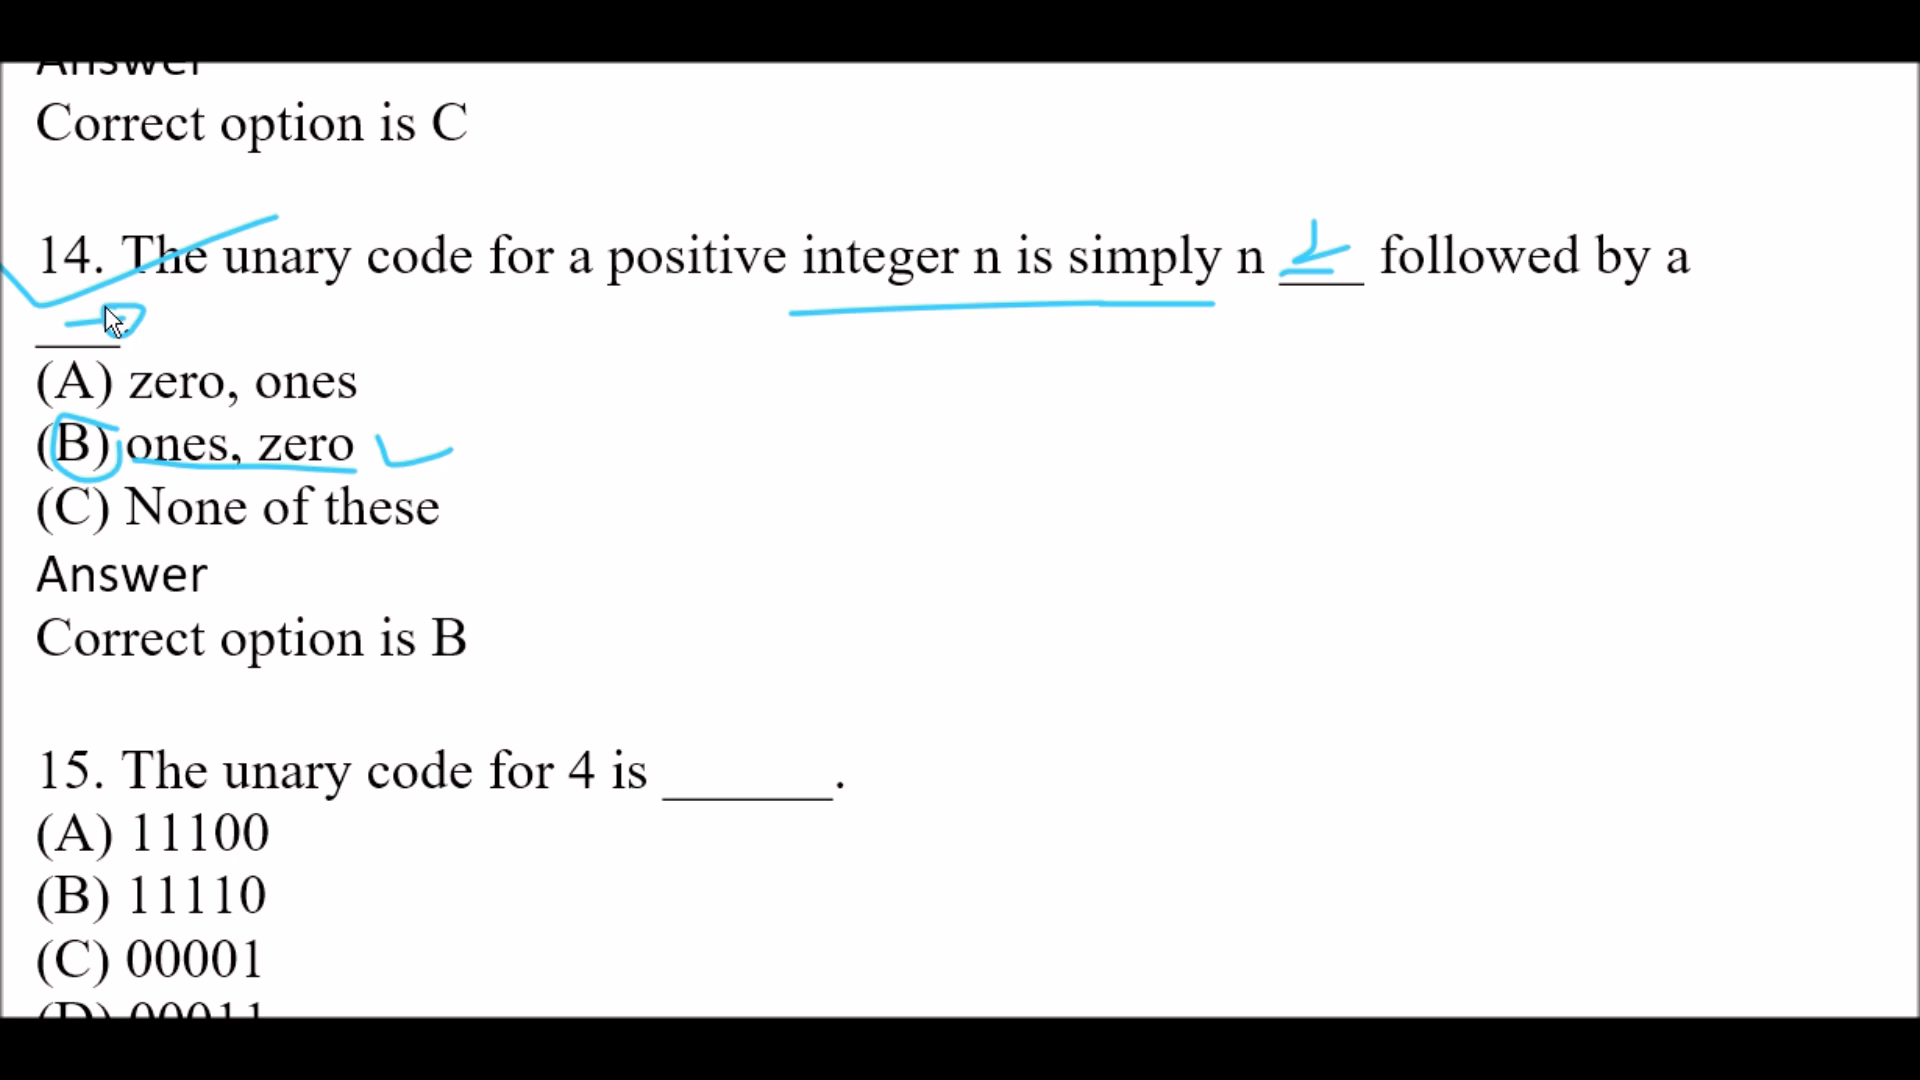 Answer
Correct option is C
14. The unary code for a positive integer n is simply n ___ followed by a
___.
(A) zero, ones
(B) ones, zero
(C) None of these
Answer
Correct option is B
15. The unary code for 4 is ______.
(A) 11100
(B) 11110
(C) 00001
(D) 00011